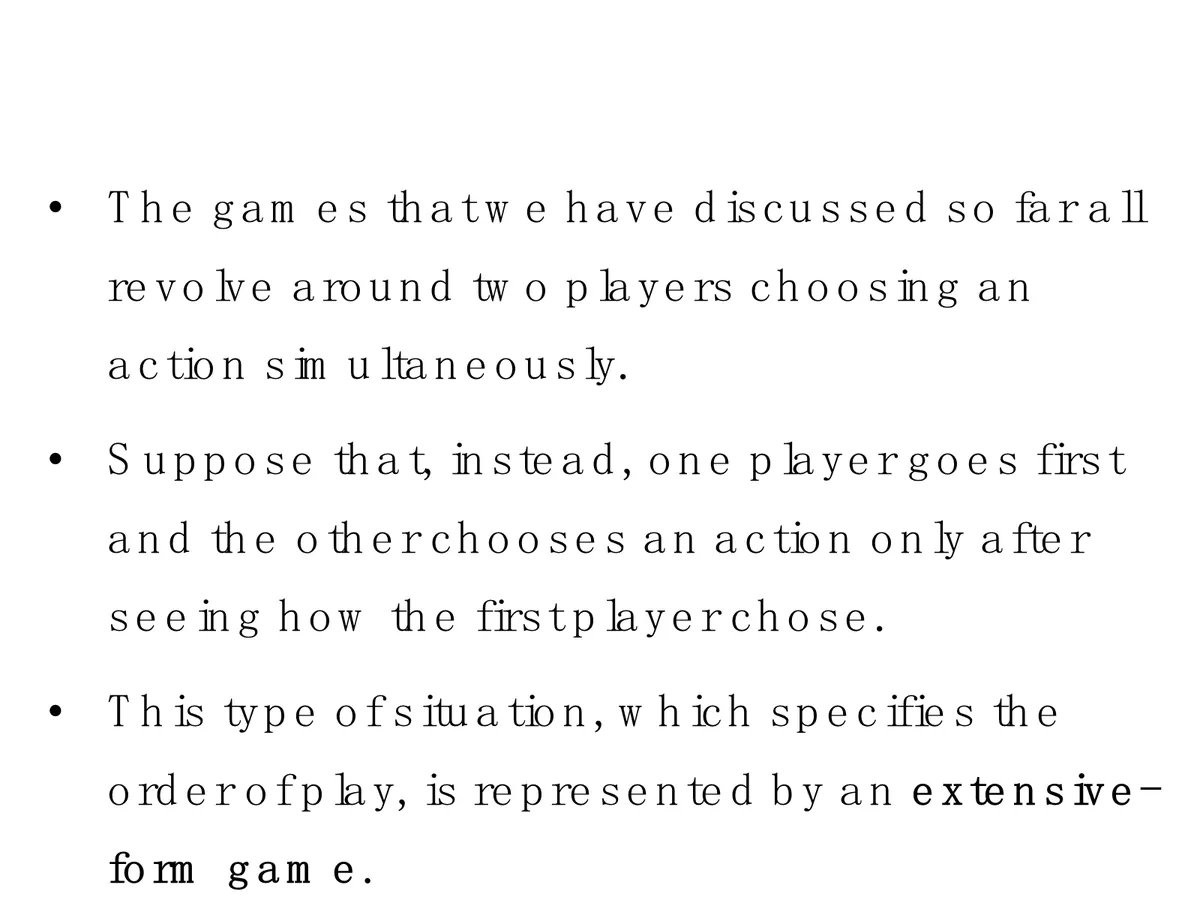 • The games that we have discussed so far all
revolve around two players choosing an
action simultaneously.
• Suppose that, instead, one player goes first
and the other chooses an action only after
seeing how the first player chose.
• This type of situation, which specifies the
order of play, is represented by an extensive-
form game.